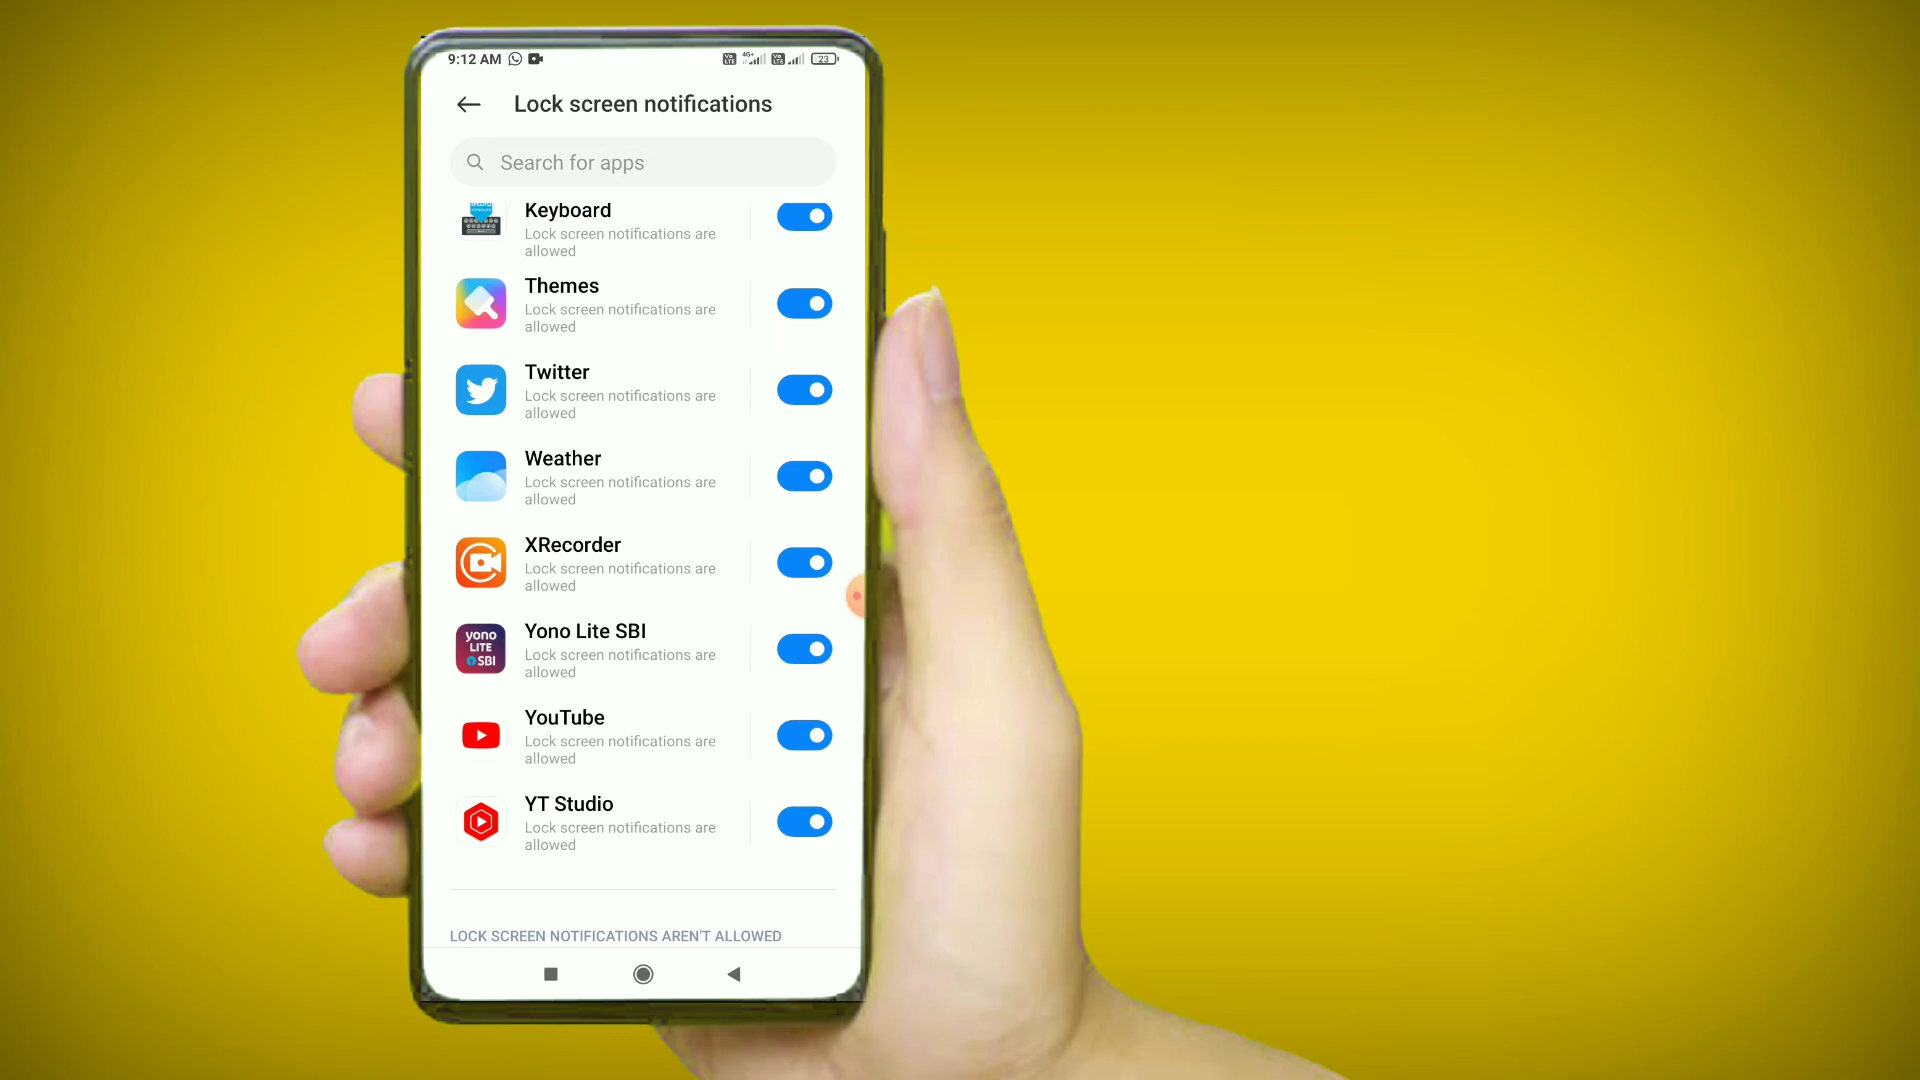 9:12 AM
23
Lock screen notifications
Search for apps
Keyboard
Lock screen notifications are
allowed
Themes
Lock screen notifications are
allowed
Twitter
Lock screen notifications are
allowed
Weather
Lock screen notifications are
allowed
XRecorder
Lock screen notifications are
allowed
yono
LITE
SBI
Yono Lite SBI
Lock screen notifications are
allowed
YouTube
Lock screen notifications are
allowed
YT Studio
Lock screen notifications are
allowed
LOCK SCREEN NOTIFICATIONS AREN'T ALLOWED